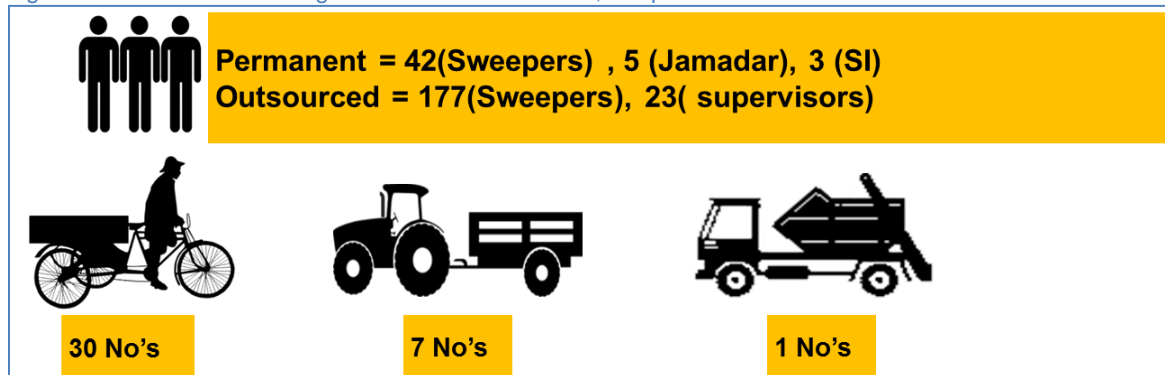 Permanent = 42(Sweepers) , 5 (Jamadar), 3 (SI)
Outsourced = 177(Sweepers), 23( supervisors)
30 No's
7 No's
1 No's